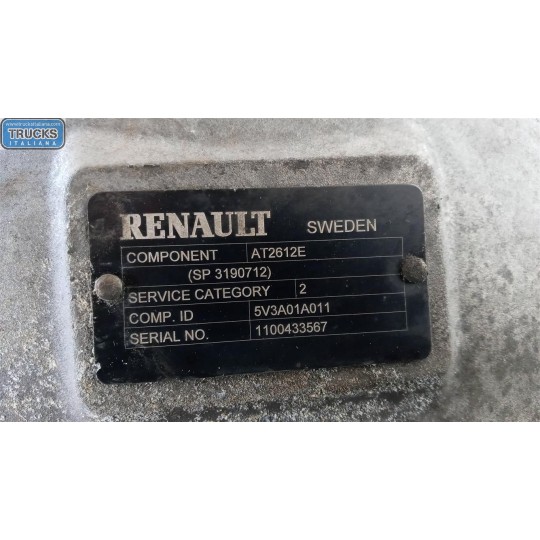 TRUCKS
ITALIANA
RENAULT SWEDEN
COMPONENT AT2612E
(SP 3190712)
SERVICE CATEGORY 2
COMP. ID 5V3A01A011
SERIAL NO. 1100433567